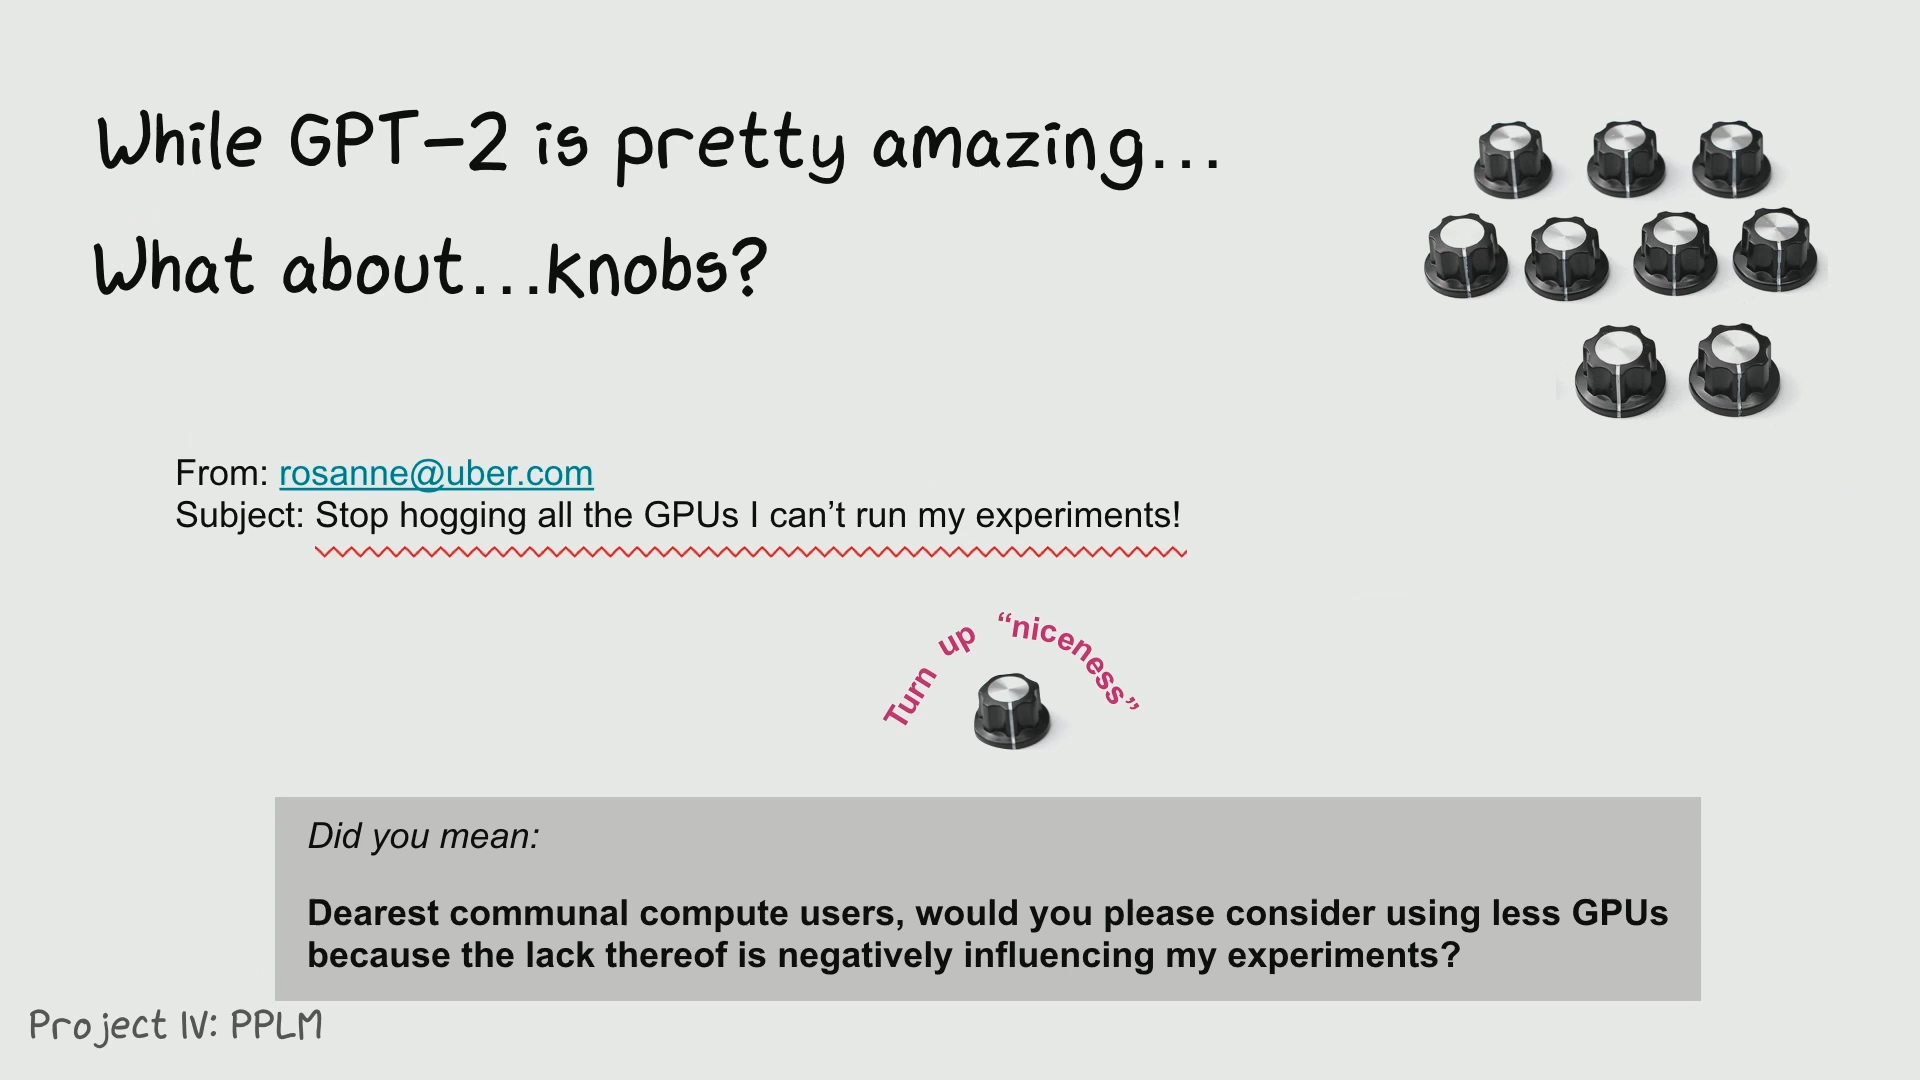 While GPT-2 is pretty amazing...
What about...knobs?
From: rosanne@uber.com
Subject: Stop hogging all the GPUs I can’t run my experiments!
Turn up “niceness”
Did you mean:
Dearest communal compute users, would you please consider using less GPUs
because the lack thereof is negatively influencing my experiments?
Project IV: PPLM